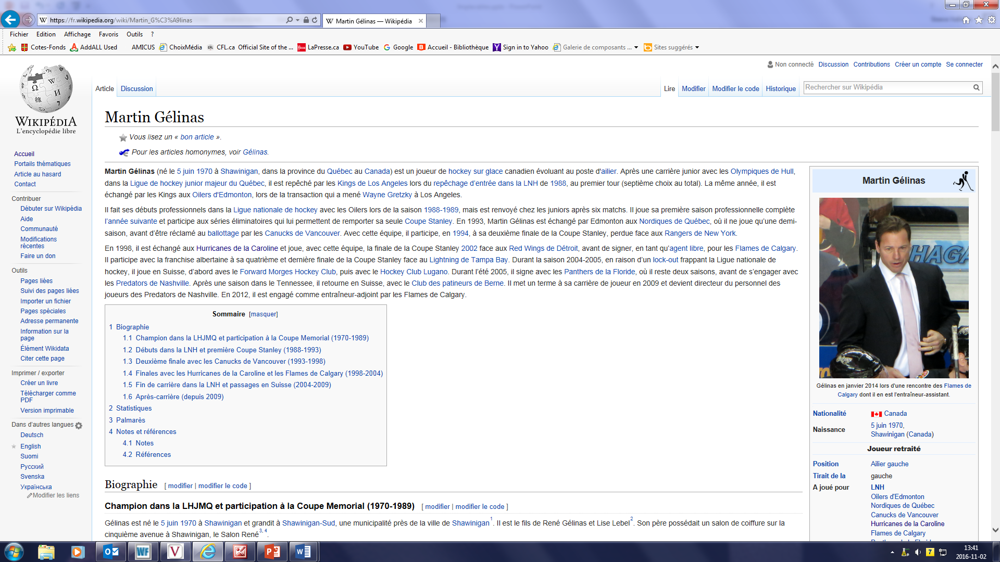 https://fr.wikipedia.org/wiki/Martin_G%C3%A9linas
Martin Gélinas — Wikipédia
Fichier Edition Affichage Favoris Outils ?
Cotes-Fonds AddALL Used AMICUS ChoixMédia CFL.ca Official Site of the ... LaPresse.ca YouTube Google Accueil - Bibliothèque Sign in to Yahoo Galerie de composants ... Sites suggérés
Non connecté Discussion Contributions Créer un compte Se connecter
Article Discussion Lire Modifier Modifier le code Historique Rechercher sur Wikipédia
WIKIPÉDIA
L'encyclopédie libre
Accueil
Portails thématiques
Article au hasard
Contact
Contribuer
Débuter sur Wikipédia
Aide
Communauté
Modifications
récentes
Faire un don
Outils
Pages liées
Suivi des pages liées
Importer un fichier
Pages spéciales
Adresse permanente
Information sur la
page
Élément Wikidata
Citer cette page
Imprimer / exporter
Créer un livre
Télécharger comme
PDF
Version imprimable
Dans d'autres langues
Deutsch
English
Suomi
Русский
Svenska
Українська
Modifier les liens
Martin Gélinas
Vous lisez un « bon article ».
Pour les articles homonymes, voir Gélinas.
Martin Gélinas (né le 5 juin 1970 à Shawinigan, dans la province du Québec au Canada) est un joueur de hockey sur glace canadien évoluant au poste d'ailier. Après une carrière junior avec les Olympiques de Hull,
dans la Ligue de hockey junior majeur du Québec, il est repêché par les Kings de Los Angeles lors du repêchage d'entrée dans la LNH de 1988, au premier tour (septième choix au total). La même année, il est
échangé par les Kings aux Oilers d'Edmonton, lors de la transaction qui a mené Wayne Gretzky à Los Angeles.
Il fait ses débuts professionnels dans la Ligue nationale de hockey avec les Oilers lors de la saison 1988-1989, mais est renvoyé chez les juniors après six matchs. Il joue sa première saison professionnelle complète
l'année suivante et participe aux séries éliminatoires qui lui permettent de remporter sa seule Coupe Stanley. En 1993, Martin Gélinas est échangé par Edmonton aux Nordiques de Québec, où il ne joue qu'une demi-
saison, avant d'être réclamé au ballottage par les Canucks de Vancouver. Avec cette équipe, il participe, en 1994, à sa deuxième finale de la Coupe Stanley, perdue face aux Rangers de New York.
En 1998, il est échangé aux Hurricanes de la Caroline et joue, avec cette équipe, la finale de la Coupe Stanley 2002 face aux Red Wings de Détroit, avant de signer, en tant qu'agent libre, pour les Flames de Calgary.
Il participe avec la franchise albertaine à sa quatrième et dernière finale de la Coupe Stanley face au Lightning de Tampa Bay. Durant la saison 2004-2005, en raison d'un lock-out frappant la Ligue nationale de
hockey, il joue en Suisse, d'abord aves le Forward Morges Hockey Club, puis avec le Hockey Club Lugano. Durant l'été 2005, il signe avec les Panthers de la Floride, où il reste deux saisons, avant de s'engager avec
les Predators de Nashville. Après une saison dans le Tennessee, il retourne en Suisse, avec le Club des patineurs de Berne. Il met un terme à sa carrière de joueur en 2009 et devient directeur du personnel des
joueurs des Predators de Nashville. En 2012, il est engagé comme entraîneur-adjoint par les Flames de Calgary.
Sommaire [masquer]
1 Biographie
1.1 Champion dans la LHJMQ et participation à la Coupe Memorial (1970-1989)
1.2 Débuts dans la LNH et première Coupe Stanley (1988-1993)
1.3 Deuxième finale avec les Canucks de Vancouver (1993-1998)
1.4 Finales avec les Hurricanes de la Caroline et les Flames de Calgary (1998-2004)
1.5 Fin de carrière dans la LNH et passages en Suisse (2004-2009)
1.6 Après-carrière (depuis 2009)
2 Statistiques
3 Palmarès
4 Notes et références
4.1 Notes
4.2 Références
Biographie [ modifier | modifier le code ]
Champion dans la LHJMQ et participation à la Coupe Memorial (1970-1989) [ modifier | modifier le code ]
Gélinas est né le 5 juin 1970 à Shawinigan et grandit à Shawinigan-Sud, une municipalité près de la ville de Shawinigan1. Il est le fils de René Gélinas et Lise Lebel2. Son père possédait un salon de coiffure sur la
cinquième avenue à Shawinigan, le Salon René3, 4.
Martin Gélinas
HAGA
Gélinas en janvier 2014 lors d'une rencontre des Flames de
Calgary dont il en est l'entraîneur-assistant.
Nationalité Canada
Naissance 5 juin 1970,
Shawinigan (Canada)
Joueur retraité
Position Ailier gauche
Tirait de la gauche
A joué pour LNH
Oilers d'Edmonton
Nordiques de Québec
Canucks de Vancouver
Hurricanes de la Caroline
Flames de Calgary
13:41
2016-11-02